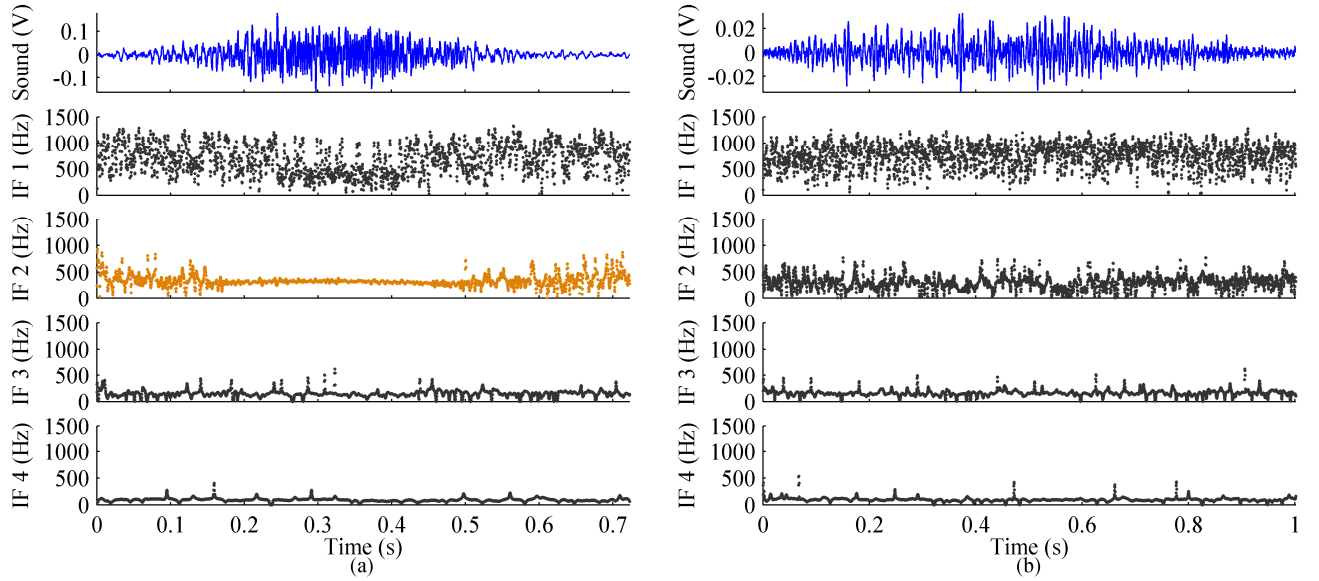 Sound (V)
0.1
0
-0.1
IF 1 (Hz)
1500
1000
500
0
IF 2 (Hz)
1500
1000
500
0
IF 3 (Hz)
1500
1000
500
0
IF 4 (Hz)
1500
1000
500
0
0 0.1 0.2 0.3 0.4 0.5 0.6 0.7
Time (s)
(a)
Sound (V)
0.02
0
-0.02
IF 1 (Hz)
1500
1000
500
0
IF 2 (Hz)
1500
1000
500
0
IF 3 (Hz)
1500
1000
500
0
IF 4 (Hz)
1500
1000
500
0
0 0.2 0.4 0.6 0.8 1
Time (s)
(b)